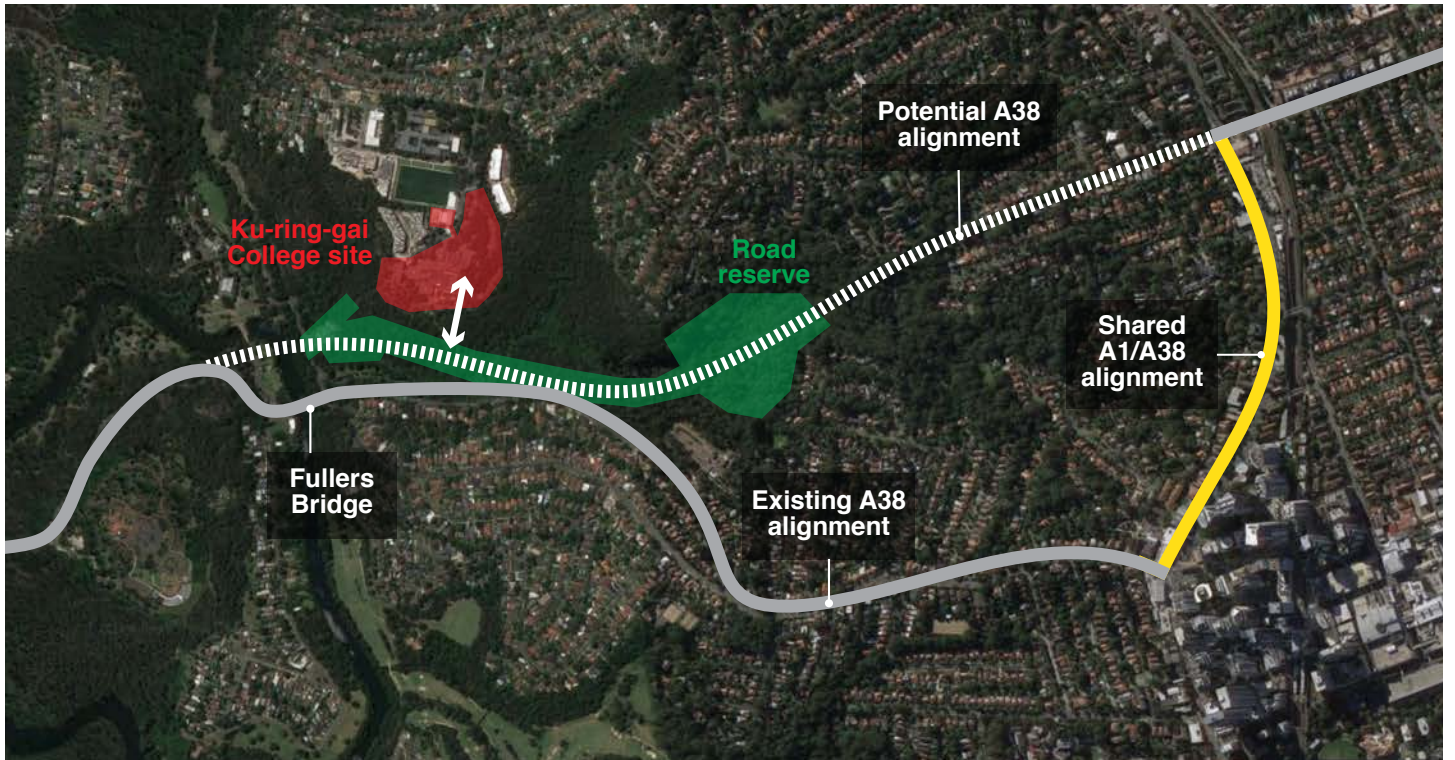 Potential A38
alignment
Ku-ring-gai
College site
Road
reserve
Shared
A1/A38
alignment
Fullers
Bridge
Existing A38
alignment